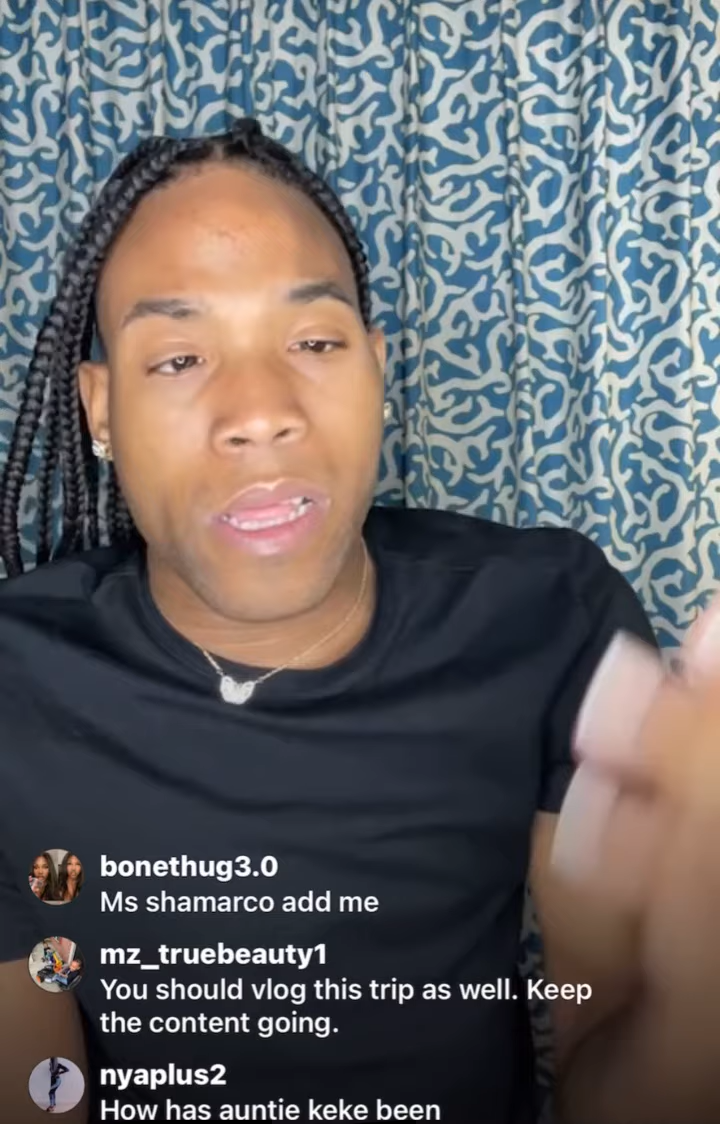 bonethug3.0
Ms shamarco add me
mz_truebeauty1
You should vlog this trip as well. Keep
the content going.
nyaplus2
How has auntie keke been